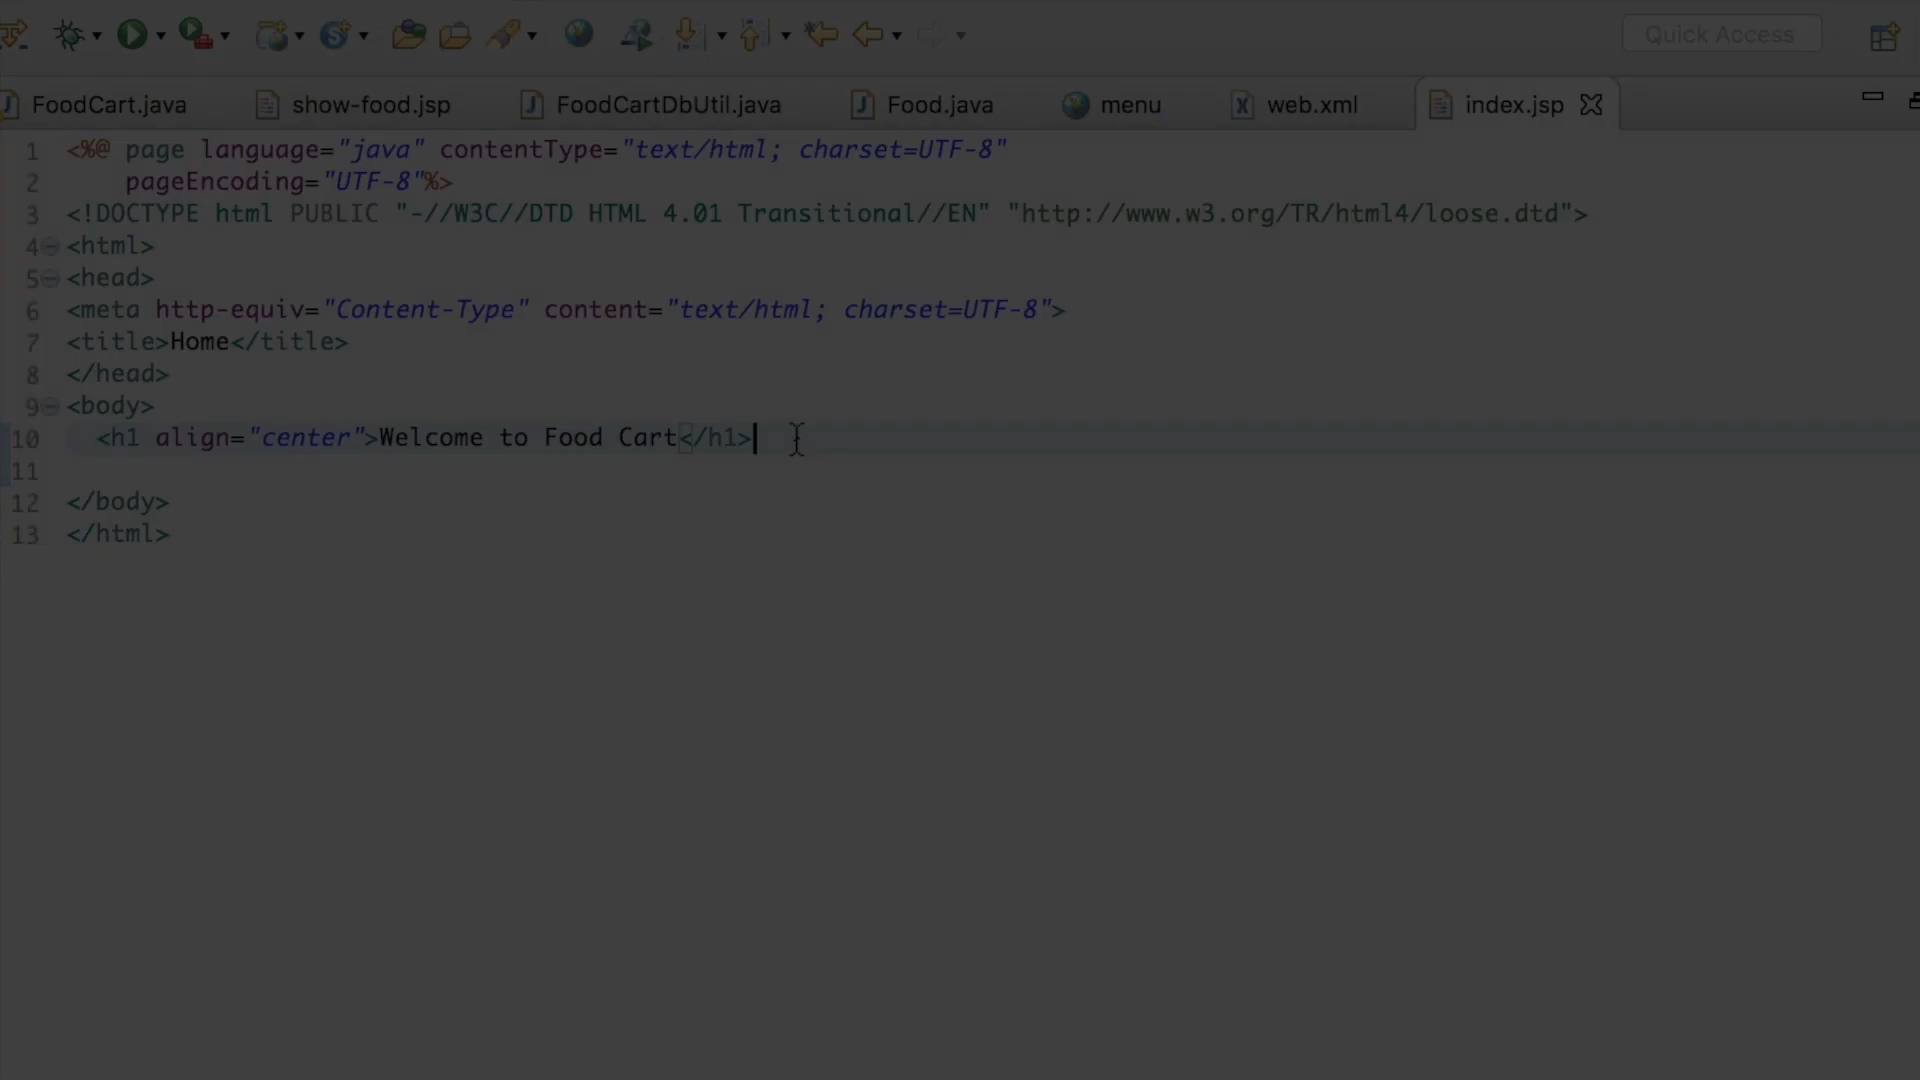 Quick Access
FoodCart.java show-food.jsp FoodCartDbUtil.java Food.java menu web.xml index.jsp
1 <%@ page language="java" contentType="text/html; charset=UTF-8"
2 pageEncoding="UTF-8"%>
3 <!DOCTYPE html PUBLIC "-//W3C//DTD HTML 4.01 Transitional//EN" "http://www.w3.org/TR/html4/loose.dtd">
4 <html>
5 <head>
6 <meta http-equiv="Content-Type" content="text/html; charset=UTF-8">
7 <title>Home</title>
8 </head>
9 <body>
10 <h1 align="center">Welcome to Food Cart</h1>
11
12 </body>
13 </html>